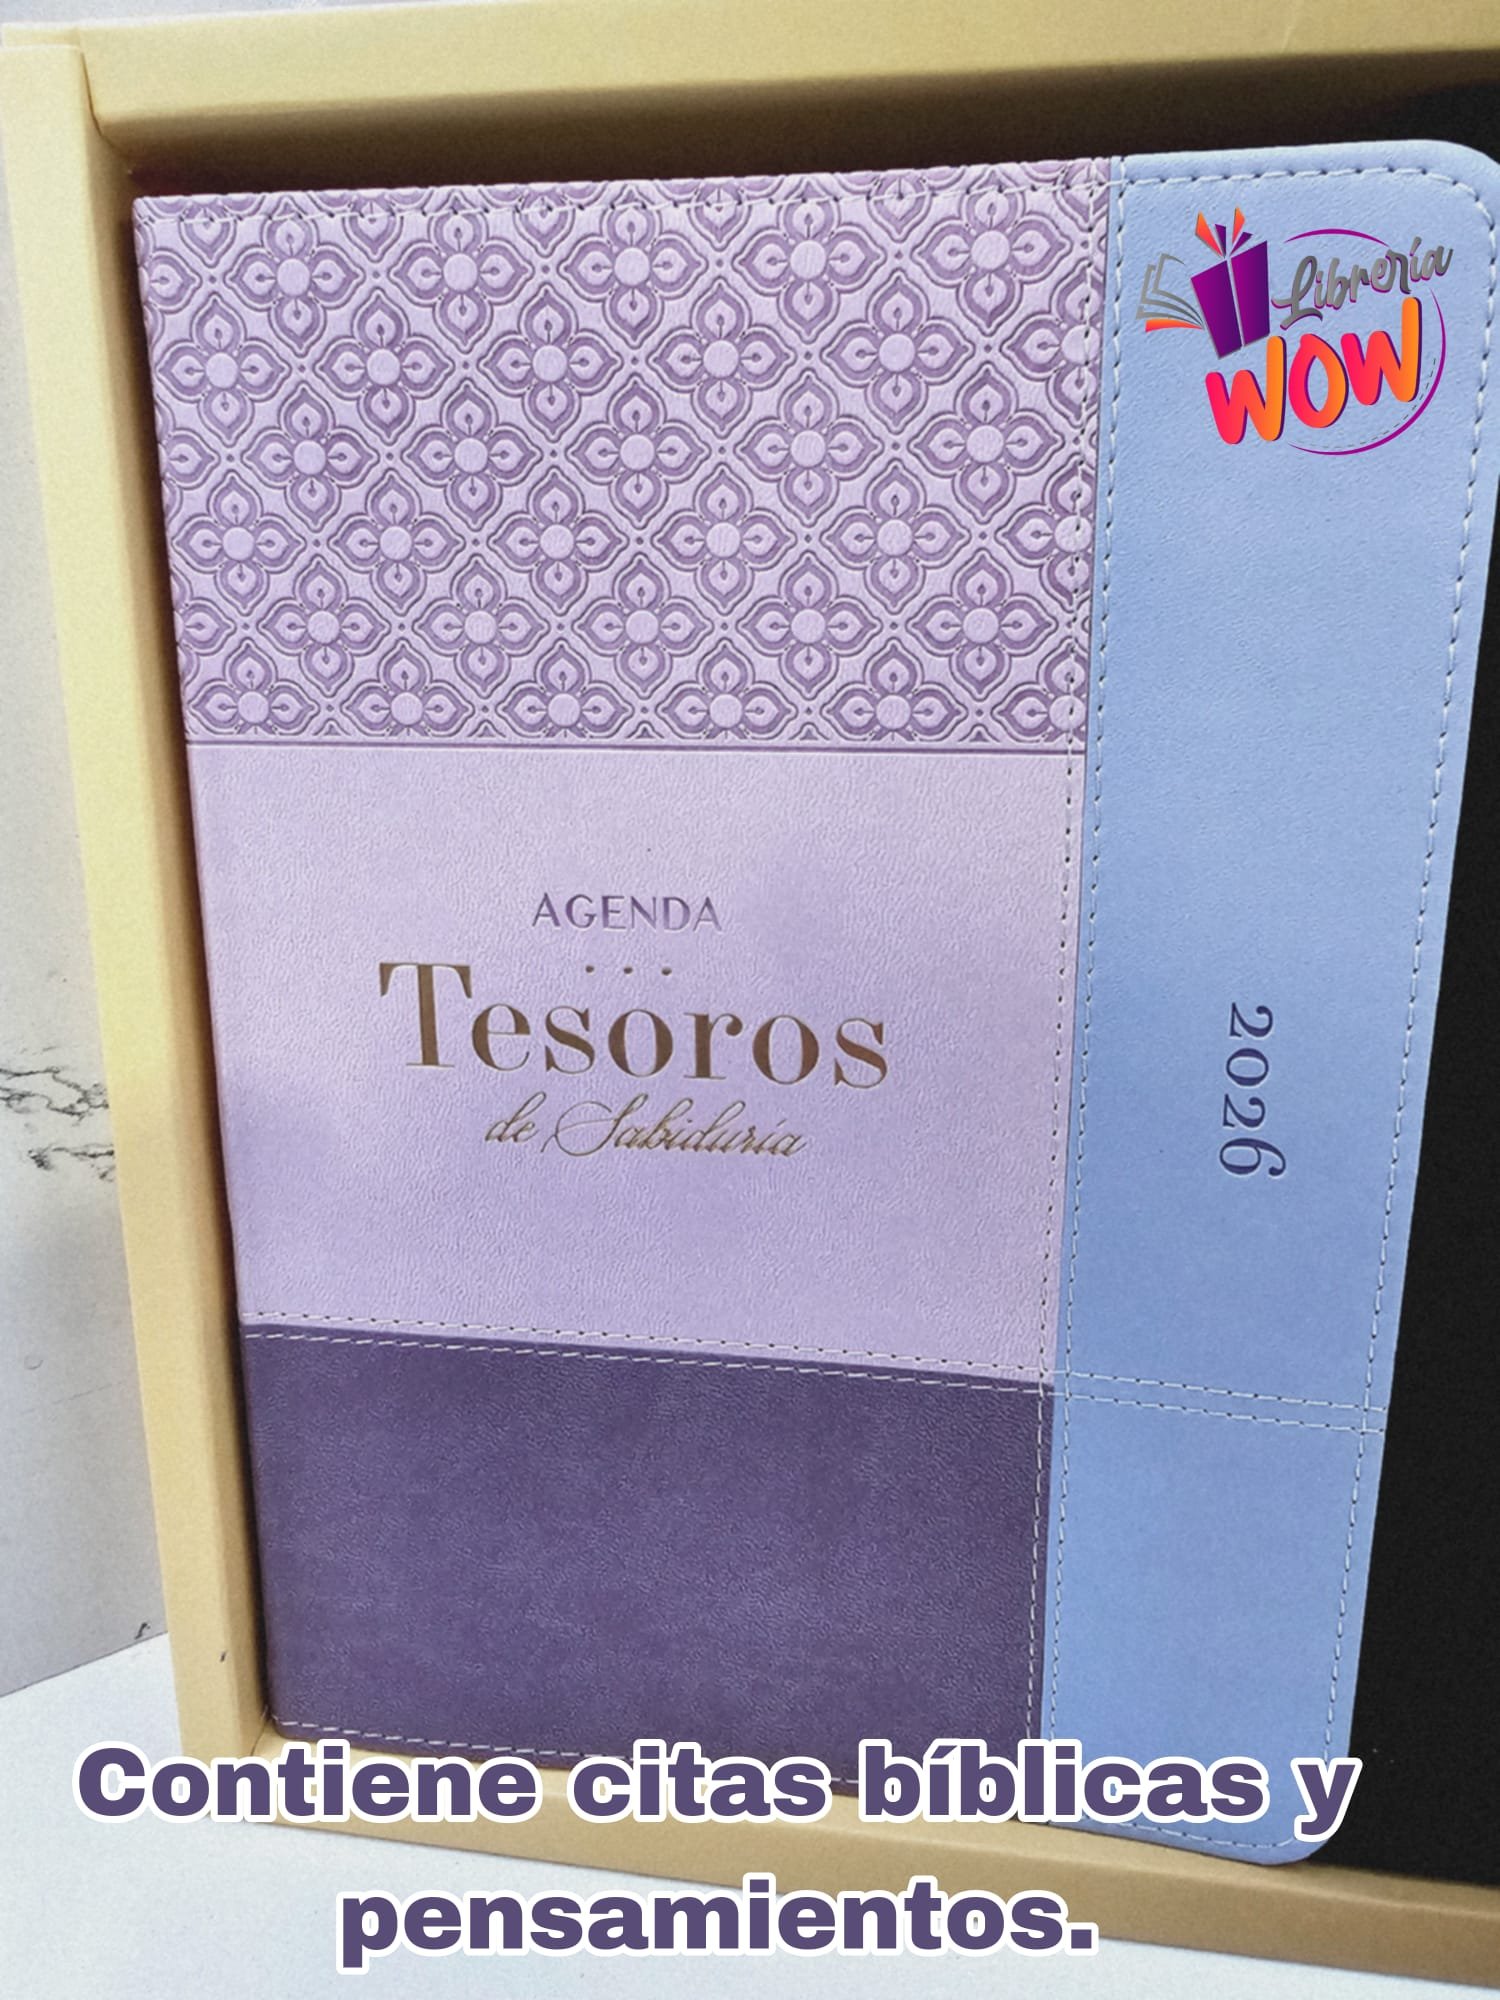 Librería
WOW
AGENDA
Tesoros
de Sabiduría
2026
Contiene citas bíblicas y
pensamientos.